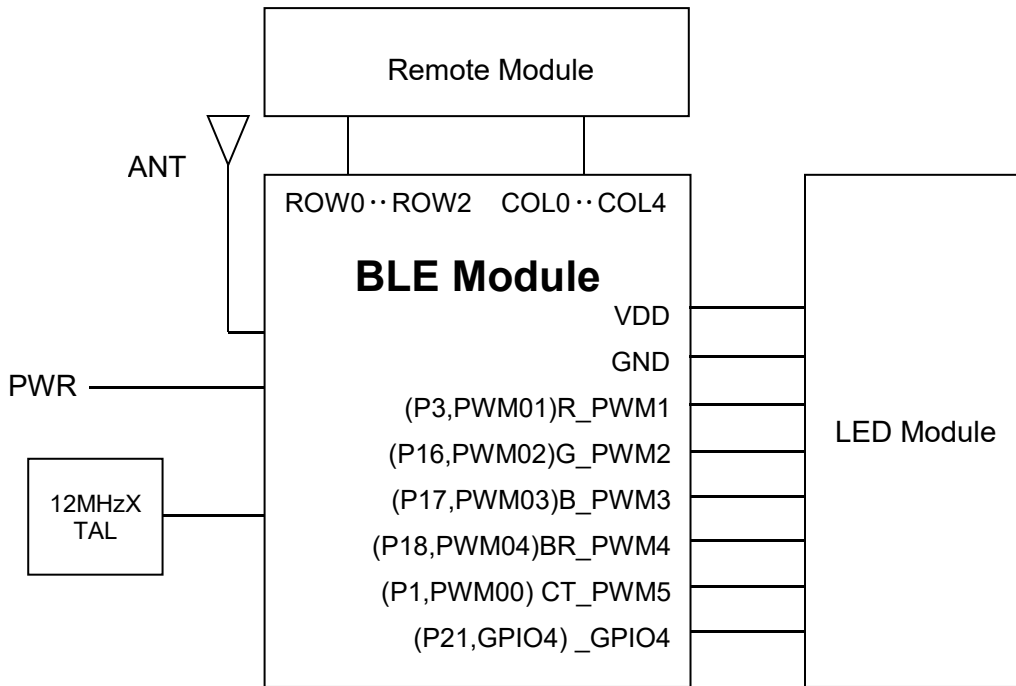 Remote Module
ANT
ROW0··ROW2 COL0··COL4
BLE Module
VDD
GND
PWR
(P3,PWM01)R_PWM1
(P16,PWM02)G_PWM2
LED Module
(P17,PWM03)B_PWM3
12MHzX
TAL
(P18,PWM04)BR_PWM4
(P1,PWM00) CT_PWM5
(P21,GPIO4) _GPIO4